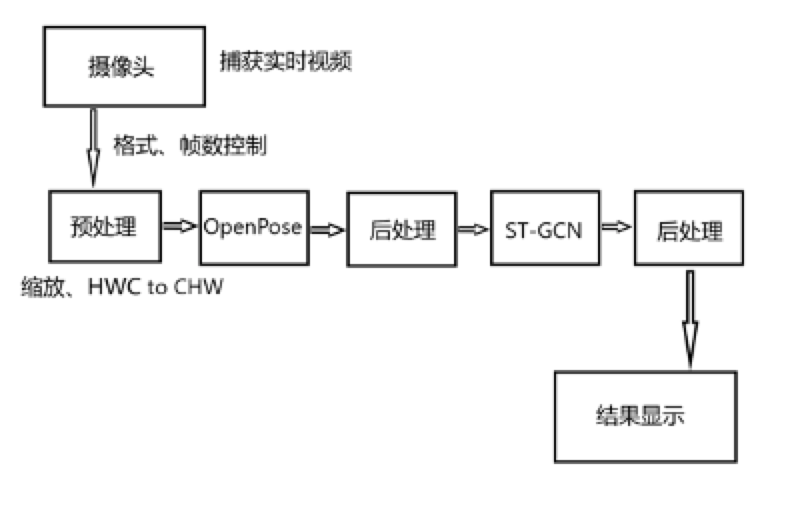 摄像头
捕获实时视频
格式、帧数控制
预处理
OpenPose
后处理
ST-GCN
后处理
缩放、HWC to CHW
结果显示